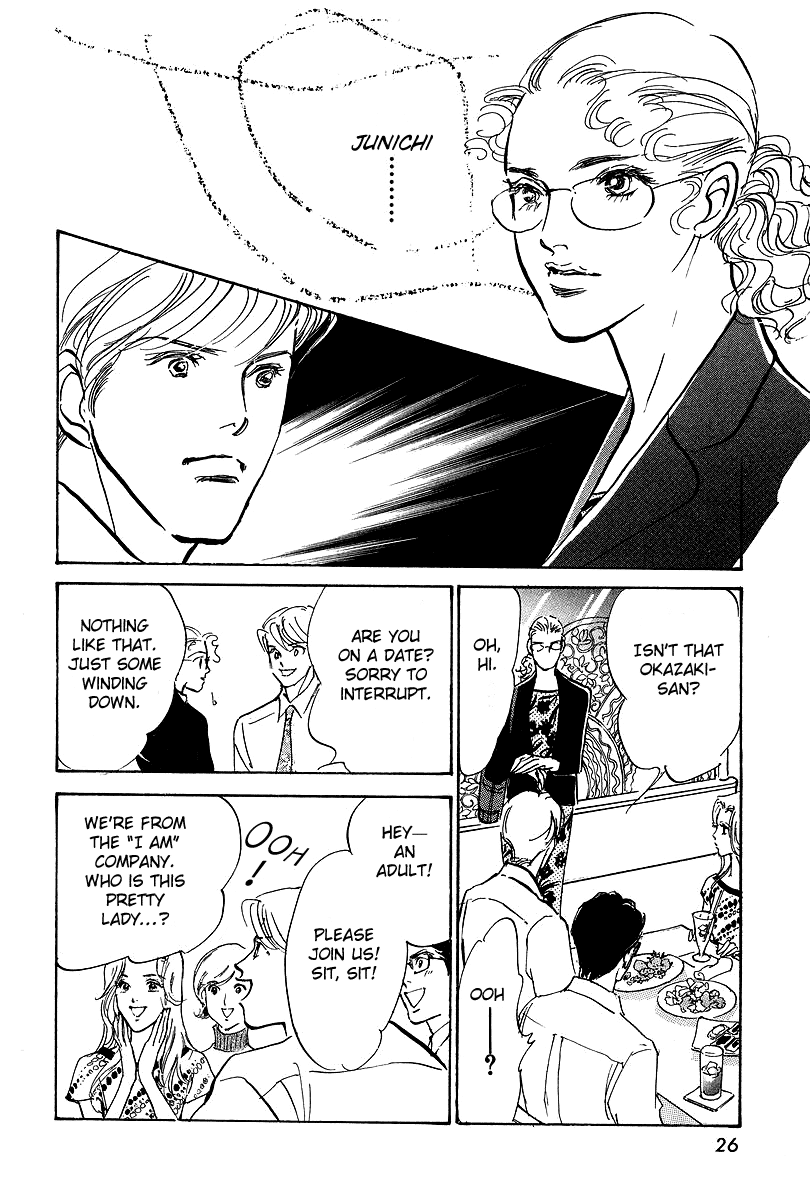 JUNICHI
........
ISN'T THAT
OKAZAKI-
SAN?
OH,
HI.
OOH
—?
ARE YOU
ON A DATE?
SORRY TO
INTERRUPT.
NOTHING
LIKE THAT.
JUST SOME
WINDING
DOWN.
HEY—
AN
ADULT!
PLEASE
JOIN US!
SIT, SIT!
OOH
!
WE'RE FROM
THE "I AM"
COMPANY.
WHO IS THIS
PRETTY
LADY...?
26